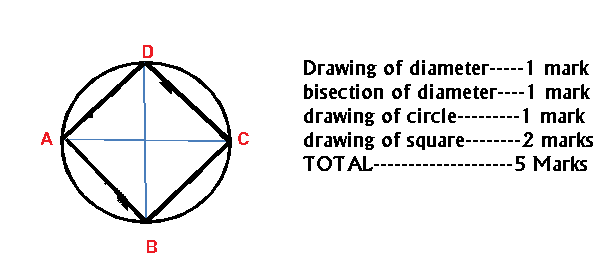 D
Drawing of diameter-----1 mark
bisection of diameter----1 mark
drawing of circle---------1 mark
A
C
drawing of square--------2 marks
TOTAL--------------------5 Marks
B